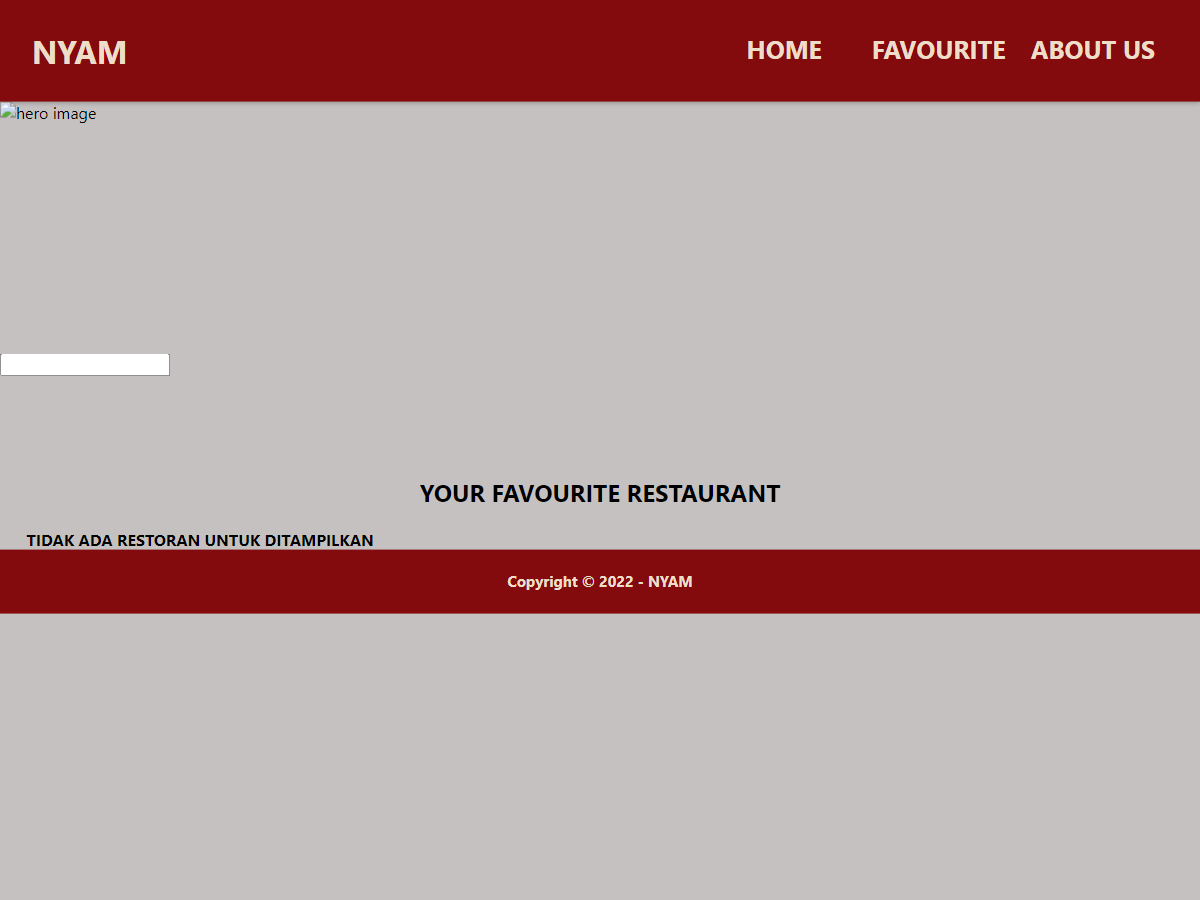 NYAM
HOME FAVOURITE ABOUT US
hero image
YOUR FAVOURITE RESTAURANT
TIDAK ADA RESTORAN UNTUK DITAMPILKAN
Copyright © 2022 - NYAM